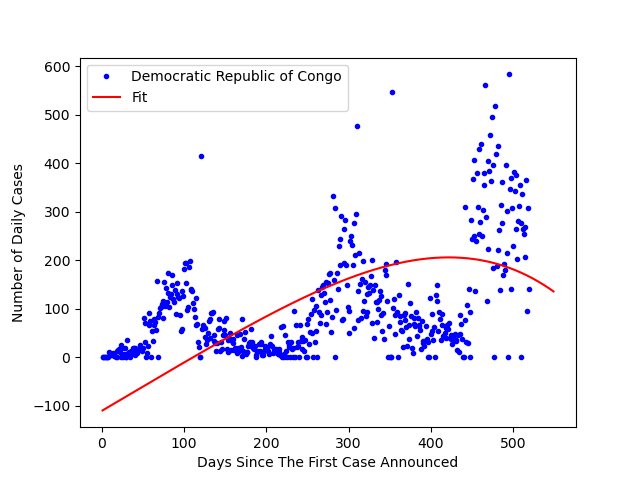 Democratic Republic of Congo
Fit
Number of Daily Cases
600
500
400
300
200
100
0
−100
0 100 200 300 400 500
Days Since The First Case Announced